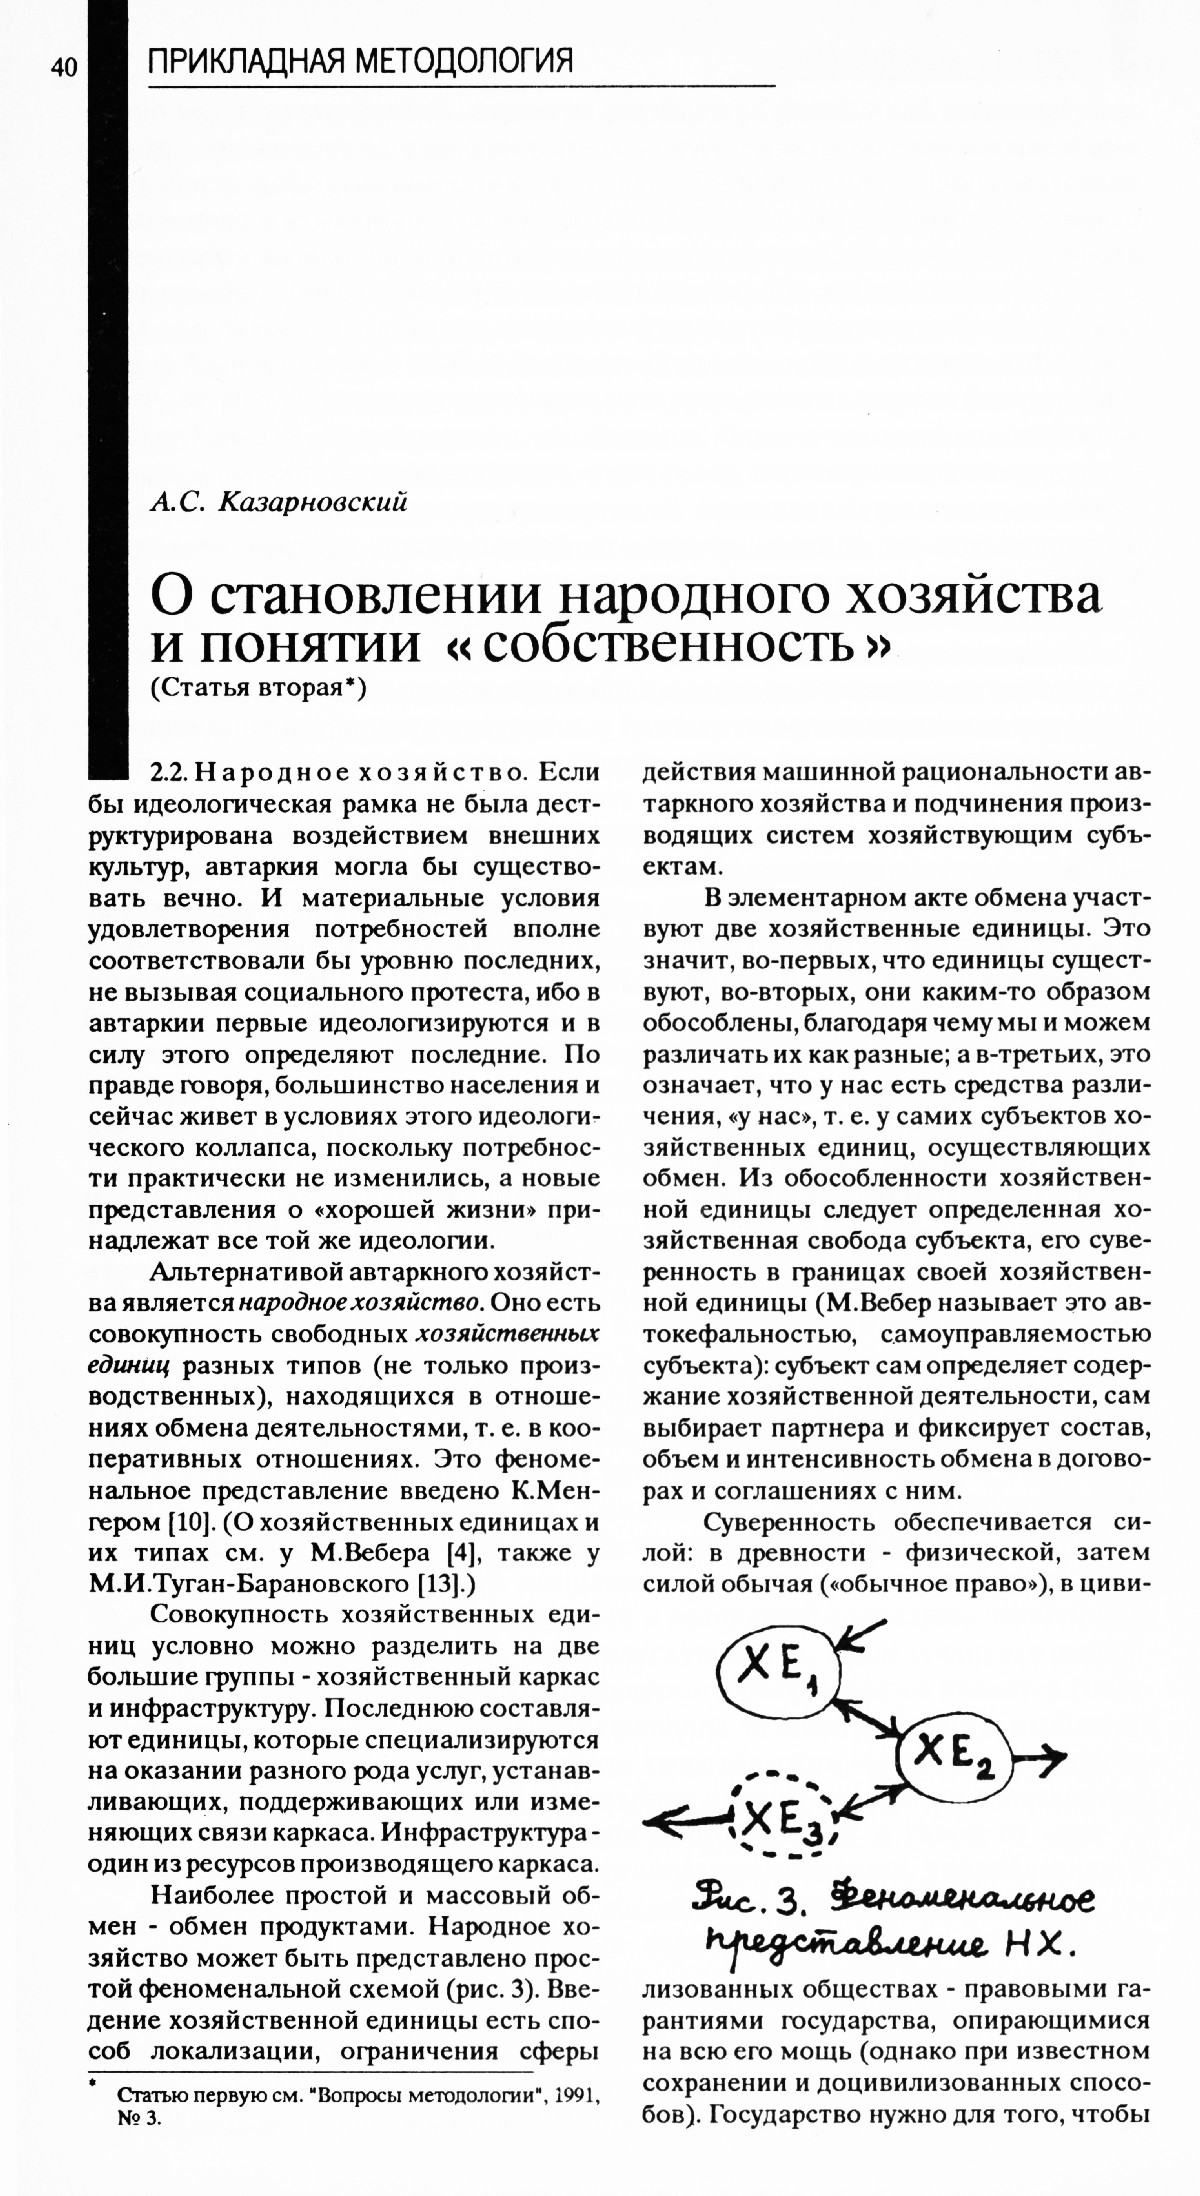 40
ПРИКЛАДНАЯ МЕТОДОЛОГИЯ
А.С. Казарновский
О становлении народного хозяйства
и понятии « собственность »
(Статья вторая*)
2.2. Народное хозяйство. Если
бы идеологическая рамка не была дест-
руктурирована воздействием внешних
культур, автаркия могла бы существо-
вать вечно. И материальные условия
удовлетворения потребностей вполне
соответствовали бы уровню последних,
не вызывая социального протеста, ибо в
автаркии первые идеологизируются и в
силу этого определяют последние. По
правде говоря, большинство населения и
сейчас живет в условиях этого идеологи-
ческого коллапса, поскольку потребнос-
ти практически не изменились, а новые
представления о «хорошей жизни» при-
надлежат все той же идеологии.
Альтернативой автаркного хозяйст-
ва является народное хозяйство. Оно есть
совокупность свободных хозяйственных
единиц разных типов (не только произ-
водственных), находящихся в отноше-
ниях обмена деятельностями, т. е. в коо-
перативных отношениях. Это феноме-
нальное представление введено К.Мен-
гером [10]. (О хозяйственных единицах и
их типах см. у М.Вебера [4], также у
М.И.Туган-Барановского [13].)
Совокупность хозяйственных еди-
ниц условно можно разделить на две
большие группы - хозяйственный каркас
и инфраструктуру. Последнюю составля-
ют единицы, которые специализируются
на оказании разного рода услуг, устанав-
ливающих, поддерживающих или изме-
няющих связи каркаса. Инфраструктура -
один из ресурсов производящего каркаса.
Наиболее простой и массовый об-
мен - обмен продуктами. Народное хо-
зяйство может быть представлено прос-
той феноменальной схемой (рис. 3). Вве-
дение хозяйственной единицы есть спо-
соб локализации, ограничения сферы
* Статью первую см. "Вопросы методологии", 1991,
№ 3.
действия машинной рациональности ав-
таркного хозяйства и подчинения произ-
водящих систем хозяйствующим субъ-
ектам.
В элементарном акте обмена участ-
вуют две хозяйственные единицы. Это
значит, во-первых, что единицы сущест-
вуют, во-вторых, они каким-то образом
обособлены, благодаря чему мы и можем
различать их как разные; а в-третьих, это
означает, что у нас есть средства разли-
чения, «у нас», т. е. у самих субъектов хо-
зяйственных единиц, осуществляющих
обмен. Из обособленности хозяйствен-
ной единицы следует определенная хо-
зяйственная свобода субъекта, его суве-
ренность в границах своей хозяйствен-
ной единицы (М.Вебер называет это ав-
токефальностью, самоуправляемостью
субъекта): субъект сам определяет содер-
жание хозяйственной деятельности, сам
выбирает партнера и фиксирует состав,
объем и интенсивность обмена в догово-
рах и соглашениях с ним.
Суверенность обеспечивается си-
лой: в древности - физической, затем
силой обычая («обычное право»), в циви-
ХЕ1
ХЕ2
ХЕ3
Рис. 3. Феноменальное
представление НХ.
лизованных обществах - правовыми га-
рантиями государства, опирающимися
на всю его мощь (однако при известном
сохранении и доцивилизованных спосо-
бов). Государство нужно для того, чтобы